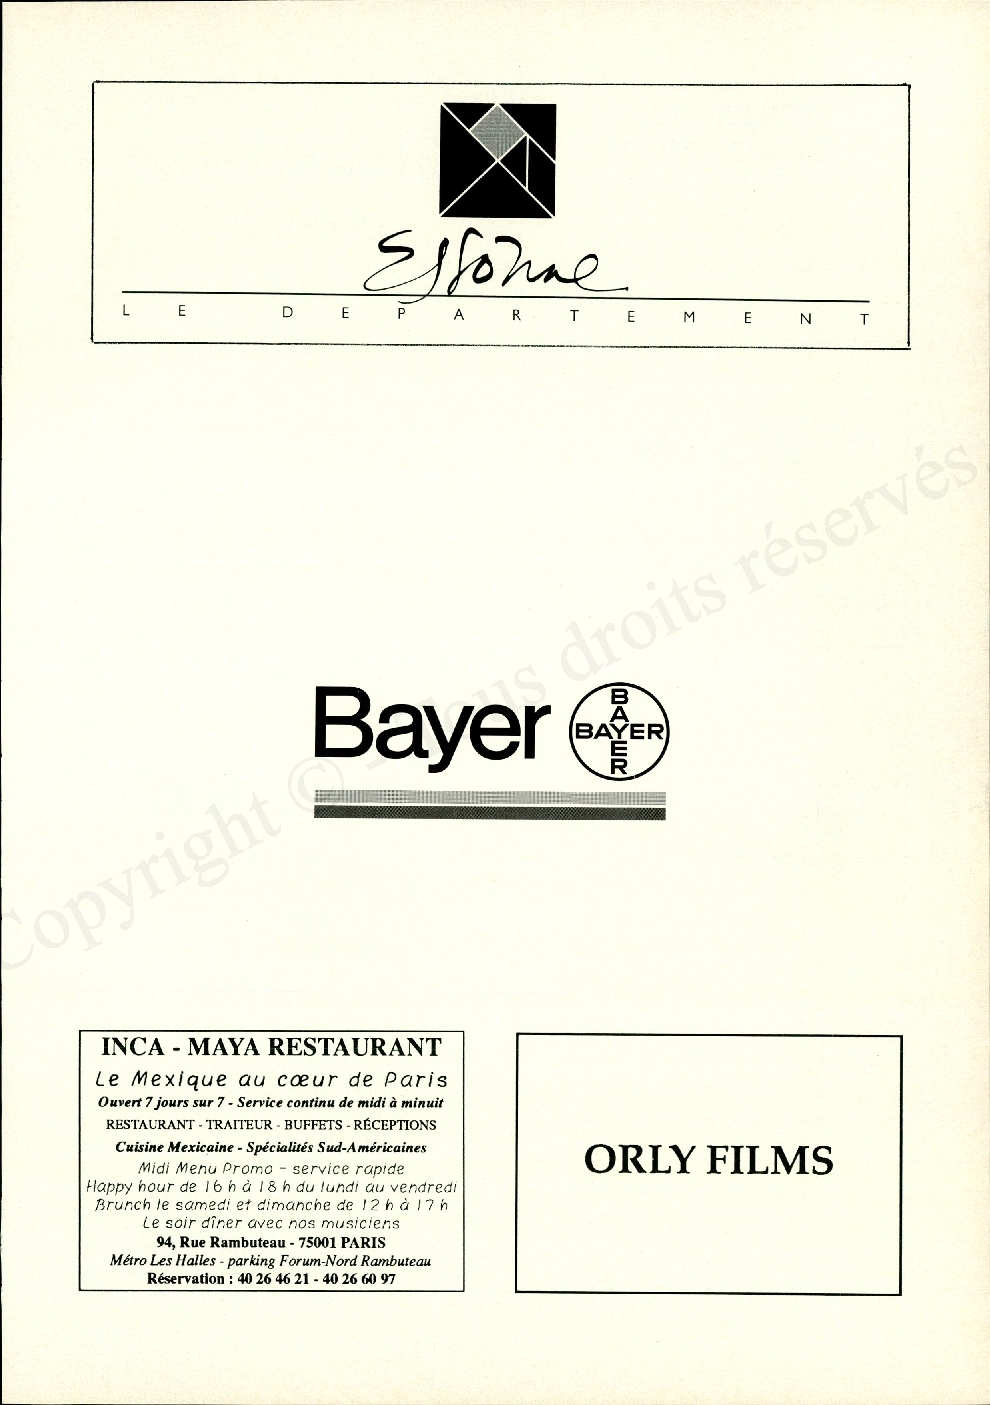 Essonne
LE DEPARTEMENT
Copyright © Tous droits réservés.
Bayer
BAYER
BAYER
INCA - MAYA RESTAURANT
Le Mexique au cœur de Paris
Ouvert 7 jours sur 7 - Service continu de midi à minuit
RESTAURANT - TRAITEUR - BUFFETS - RÉCEPTIONS
Cuisine Mexicaine - Spécialités Sud-Américaines
Midi Menu Promo - service rapide
Happy hour de 16 h à 18 h du lundi au vendredi
Brunch le samedi et dimanche de 12 h à 17 h
Le soir dîner avec nos musiciens
94, Rue Rambuteau - 75001 PARIS
Métro Les Halles - parking Forum-Nord Rambuteau
Réservation : 40 26 46 21 - 40 26 60 97
ORLY FILMS